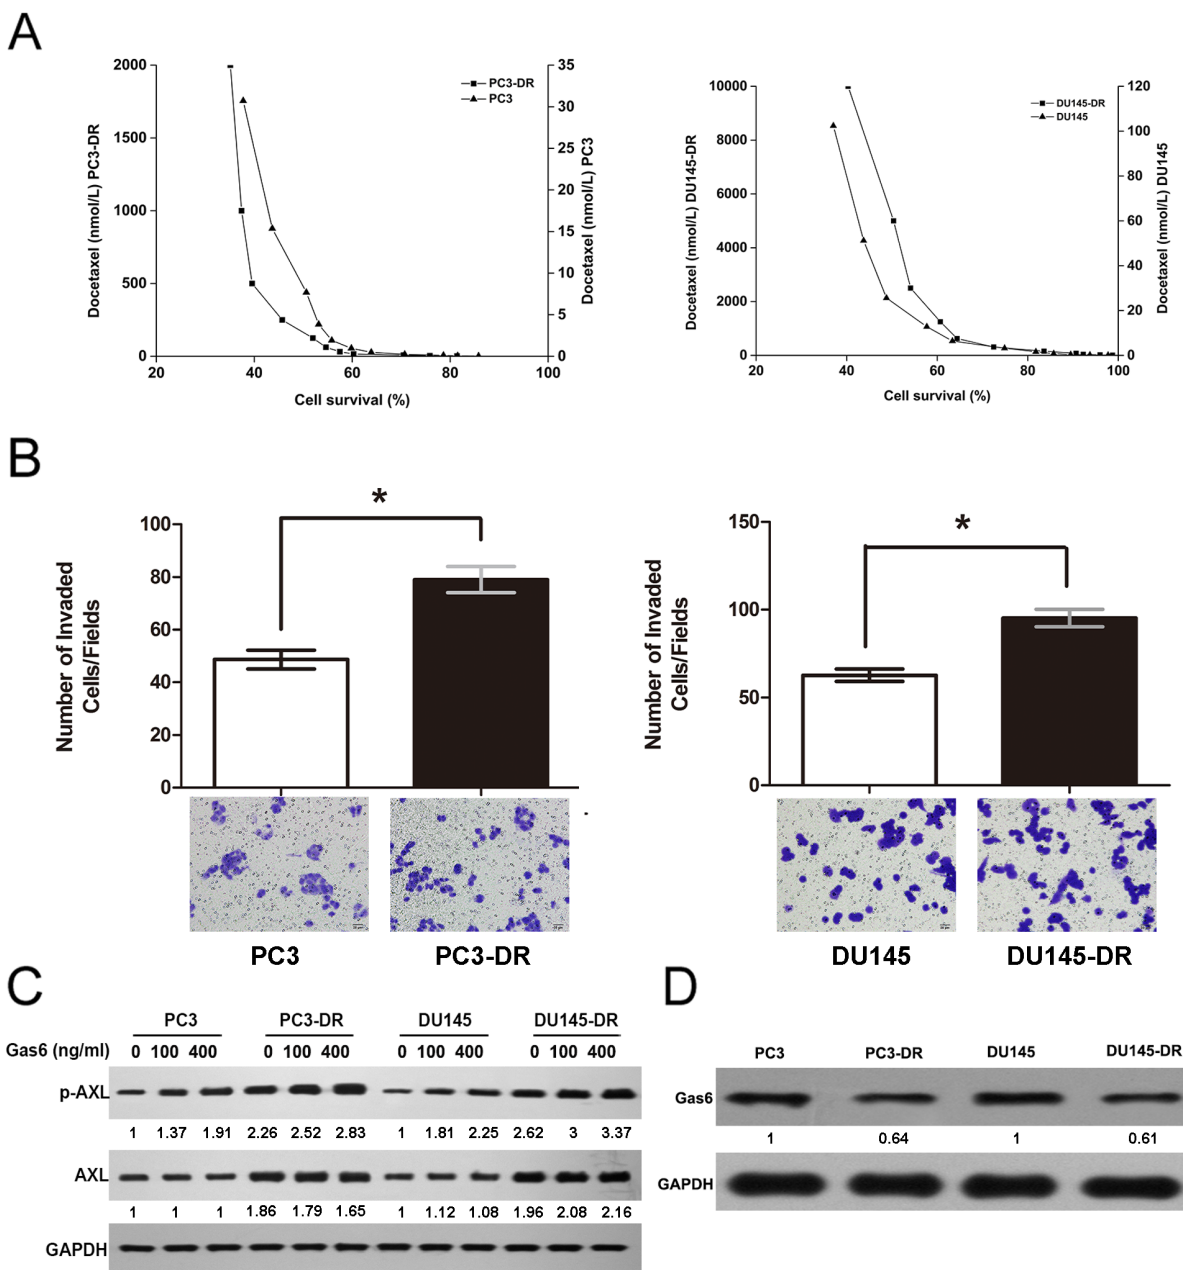 A
2000
1500
1000
500
0
35
30
25
20
15
10
5
0
20 40 60 80 100
Docetaxel (nmol/L) PC3-DR
Docetaxel (nmol/L) PC3
Cell survival (%)
PC3-DR
PC3
10000
8000
6000
4000
2000
0
120
100
80
60
40
20
0
20 40 60 80 100
Docetaxel (nmol/L) DU145-DR
Docetaxel (nmol/L) DU145
Cell survival (%)
DU145-DR
DU145
B
Number of Invaded
Cells/Fields
100
80
60
40
20
0
*
PC3 PC3-DR
Number of Invaded
Cells/Fields
150
100
50
0
*
DU145 DU145-DR
C
PC3 PC3-DR DU145 DU145-DR
Gas6 (ng/ml) 0 100 400 0 100 400 0 100 400 0 100 400
p-AXL
1 1.37 1.91 2.26 2.52 2.83 1 1.81 2.25 2.62 3 3.37
AXL
1 1 1 1.86 1.79 1.65 1 1.12 1.08 1.96 2.08 2.16
GAPDH
D
PC3 PC3-DR DU145 DU145-DR
Gas6
1 0.64 1 0.61
GAPDH